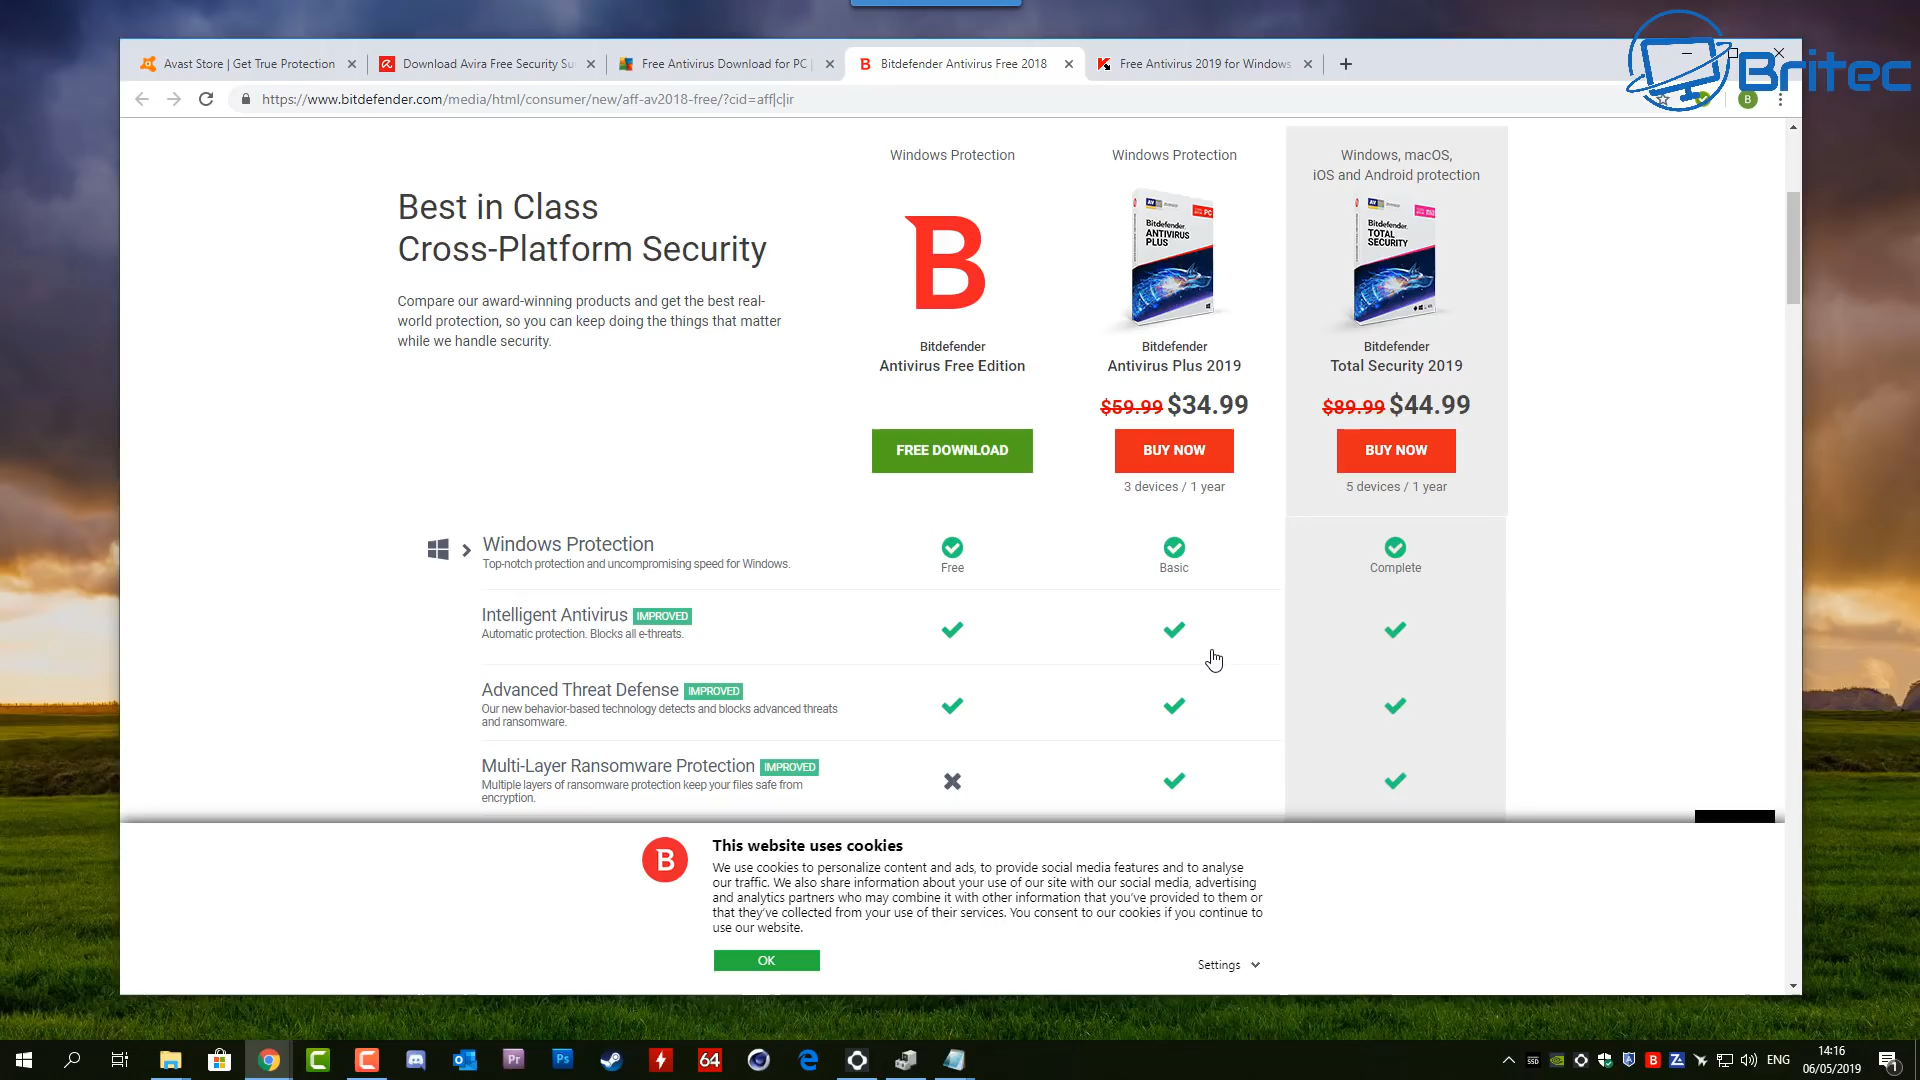 Britec
Avast Store | Get True Protection
Download Avira Free Security Su
Free Antivirus Download for PC |
Bitdefender Antivirus Free 2018
Free Antivirus 2019 for Windows
https://www.bitdefender.com/media/html/consumer/new/aff-av2018-free/?cid=aff|c|ir
B
Windows Protection
Windows Protection
Windows, macOS,
iOS and Android protection
Best in Class
Cross-Platform Security
Compare our award-winning products and get the best real-
world protection, so you can keep doing the things that matter
while we handle security.
B
Bitdefender
ANTIVIRUS
PLUS
Bitdefender
TOTAL
SECURITY
Bitdefender
Antivirus Free Edition
Bitdefender
Antivirus Plus 2019
Bitdefender
Total Security 2019
$59.99 $34.99
$89.99 $44.99
FREE DOWNLOAD
BUY NOW
BUY NOW
3 devices / 1 year
5 devices / 1 year
Windows Protection
Top-notch protection and uncompromising speed for Windows.
Free
Basic
Complete
Intelligent Antivirus IMPROVED
Automatic protection. Blocks all e-threats.
Advanced Threat Defense IMPROVED
Our new behavior-based technology detects and blocks advanced threats
and ransomware.
Multi-Layer Ransomware Protection IMPROVED
Multiple layers of ransomware protection keep your files safe from
encryption.
B
This website uses cookies
We use cookies to personalize content and ads, to provide social media features and to analyse
our traffic. We also share information about your use of our site with our social media, advertising
and analytics partners who may combine it with other information that you've provided to them or
that they've collected from your use of their services. You consent to our cookies if you continue to
use our website.
OK
Settings
Pr
Ps
64
SSD
B
ENG
14:16
06/05/2019
1